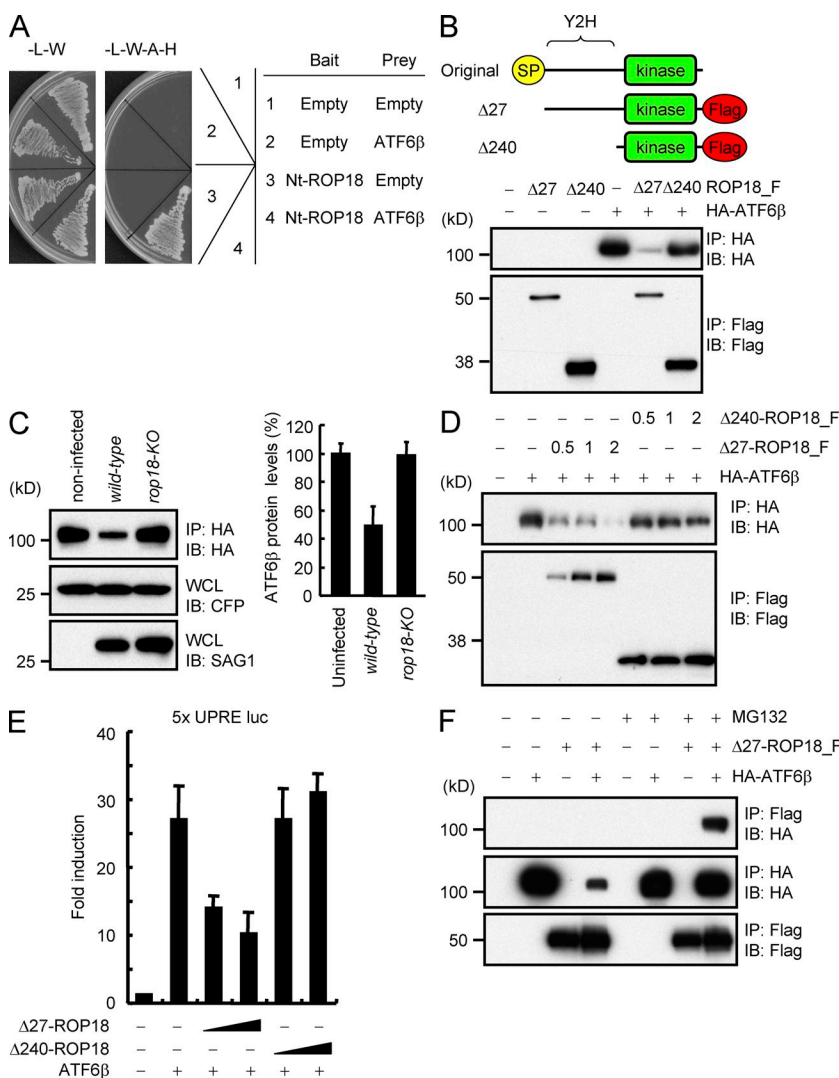 A
-L-W
-L-W-A-H
1
2
3
4
Bait Prey
1 Empty Empty
2 Empty ATF6β
3 Nt-ROP18 Empty
4 Nt-ROP18 ATF6β
B
Y2H
Original SP kinase
Δ27 kinase Flag
Δ240 kinase Flag
– Δ27 Δ240 – Δ27 Δ240 ROP18_F
– – – + + + HA-ATF6β
(kD)
100
IP: HA
IB: HA
50
38
IP: Flag
IB: Flag
C
non-infected
wild-type
rop18-KO
(kD)
100
IP: HA
IB: HA
25
WCL
IB: CFP
25
WCL
IB: SAG1
ATF6β protein levels (%)
120
100
80
60
40
20
0
Uninfected
wild-type
rop18-KO
D
– – – – – 0.5 1 2 Δ240-ROP18_F
– – 0.5 1 2 – – – Δ27-ROP18_F
– + + + + + + + HA-ATF6β
(kD)
100
IP: HA
IB: HA
50
38
IP: Flag
IB: Flag
E
5x UPRE luc
Fold induction
40
30
20
10
0
Δ27-ROP18 – – – –
Δ240-ROP18 – – – –
ATF6β – + + + + +
F
– – – – + + + + MG132
– – + + – – + + Δ27-ROP18_F
– + – + – + – + HA-ATF6β
(kD)
100
IP: Flag
IB: HA
100
IP: HA
IB: HA
50
IP: Flag
IB: Flag